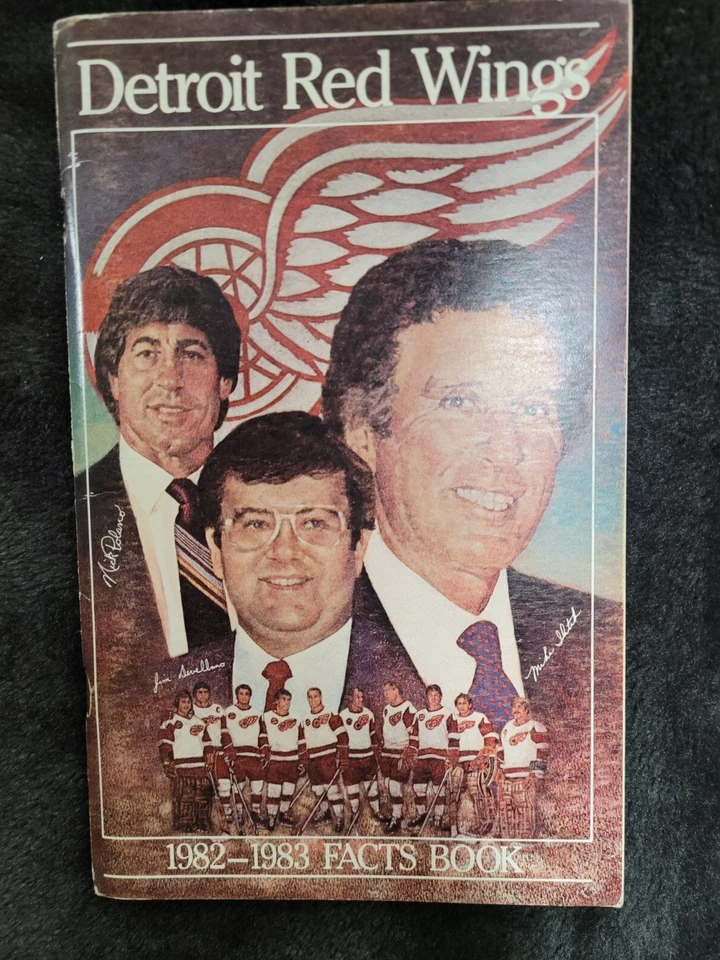 Detroit Red Wings
Nick Polano
Jim Devellano
Mike Ilitch
1982–1983 FACTS BOOK